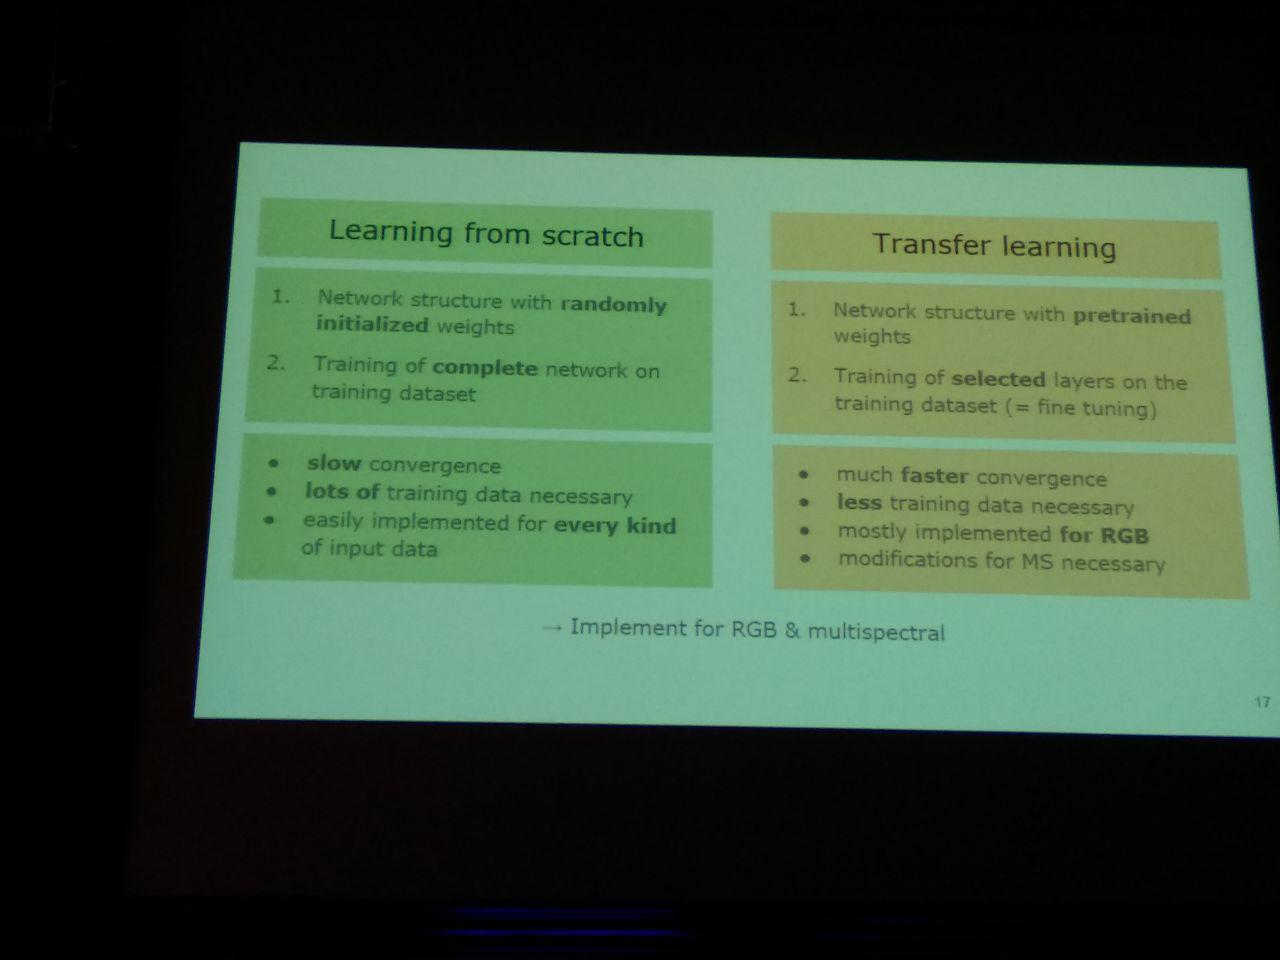 Learning from scratch
1. Network structure with randomly
initialized weights
2. Training of complete network on
training dataset
• slow convergence
• lots of training data necessary
• easily implemented for every kind
of input data
Transfer learning
1. Network structure with pretrained
weights
2. Training of selected layers on the
training dataset (= fine tuning)
• much faster convergence
• less training data necessary
• mostly implemented for RGB
• modifications for MS necessary
→ Implement for RGB & multispectral
17